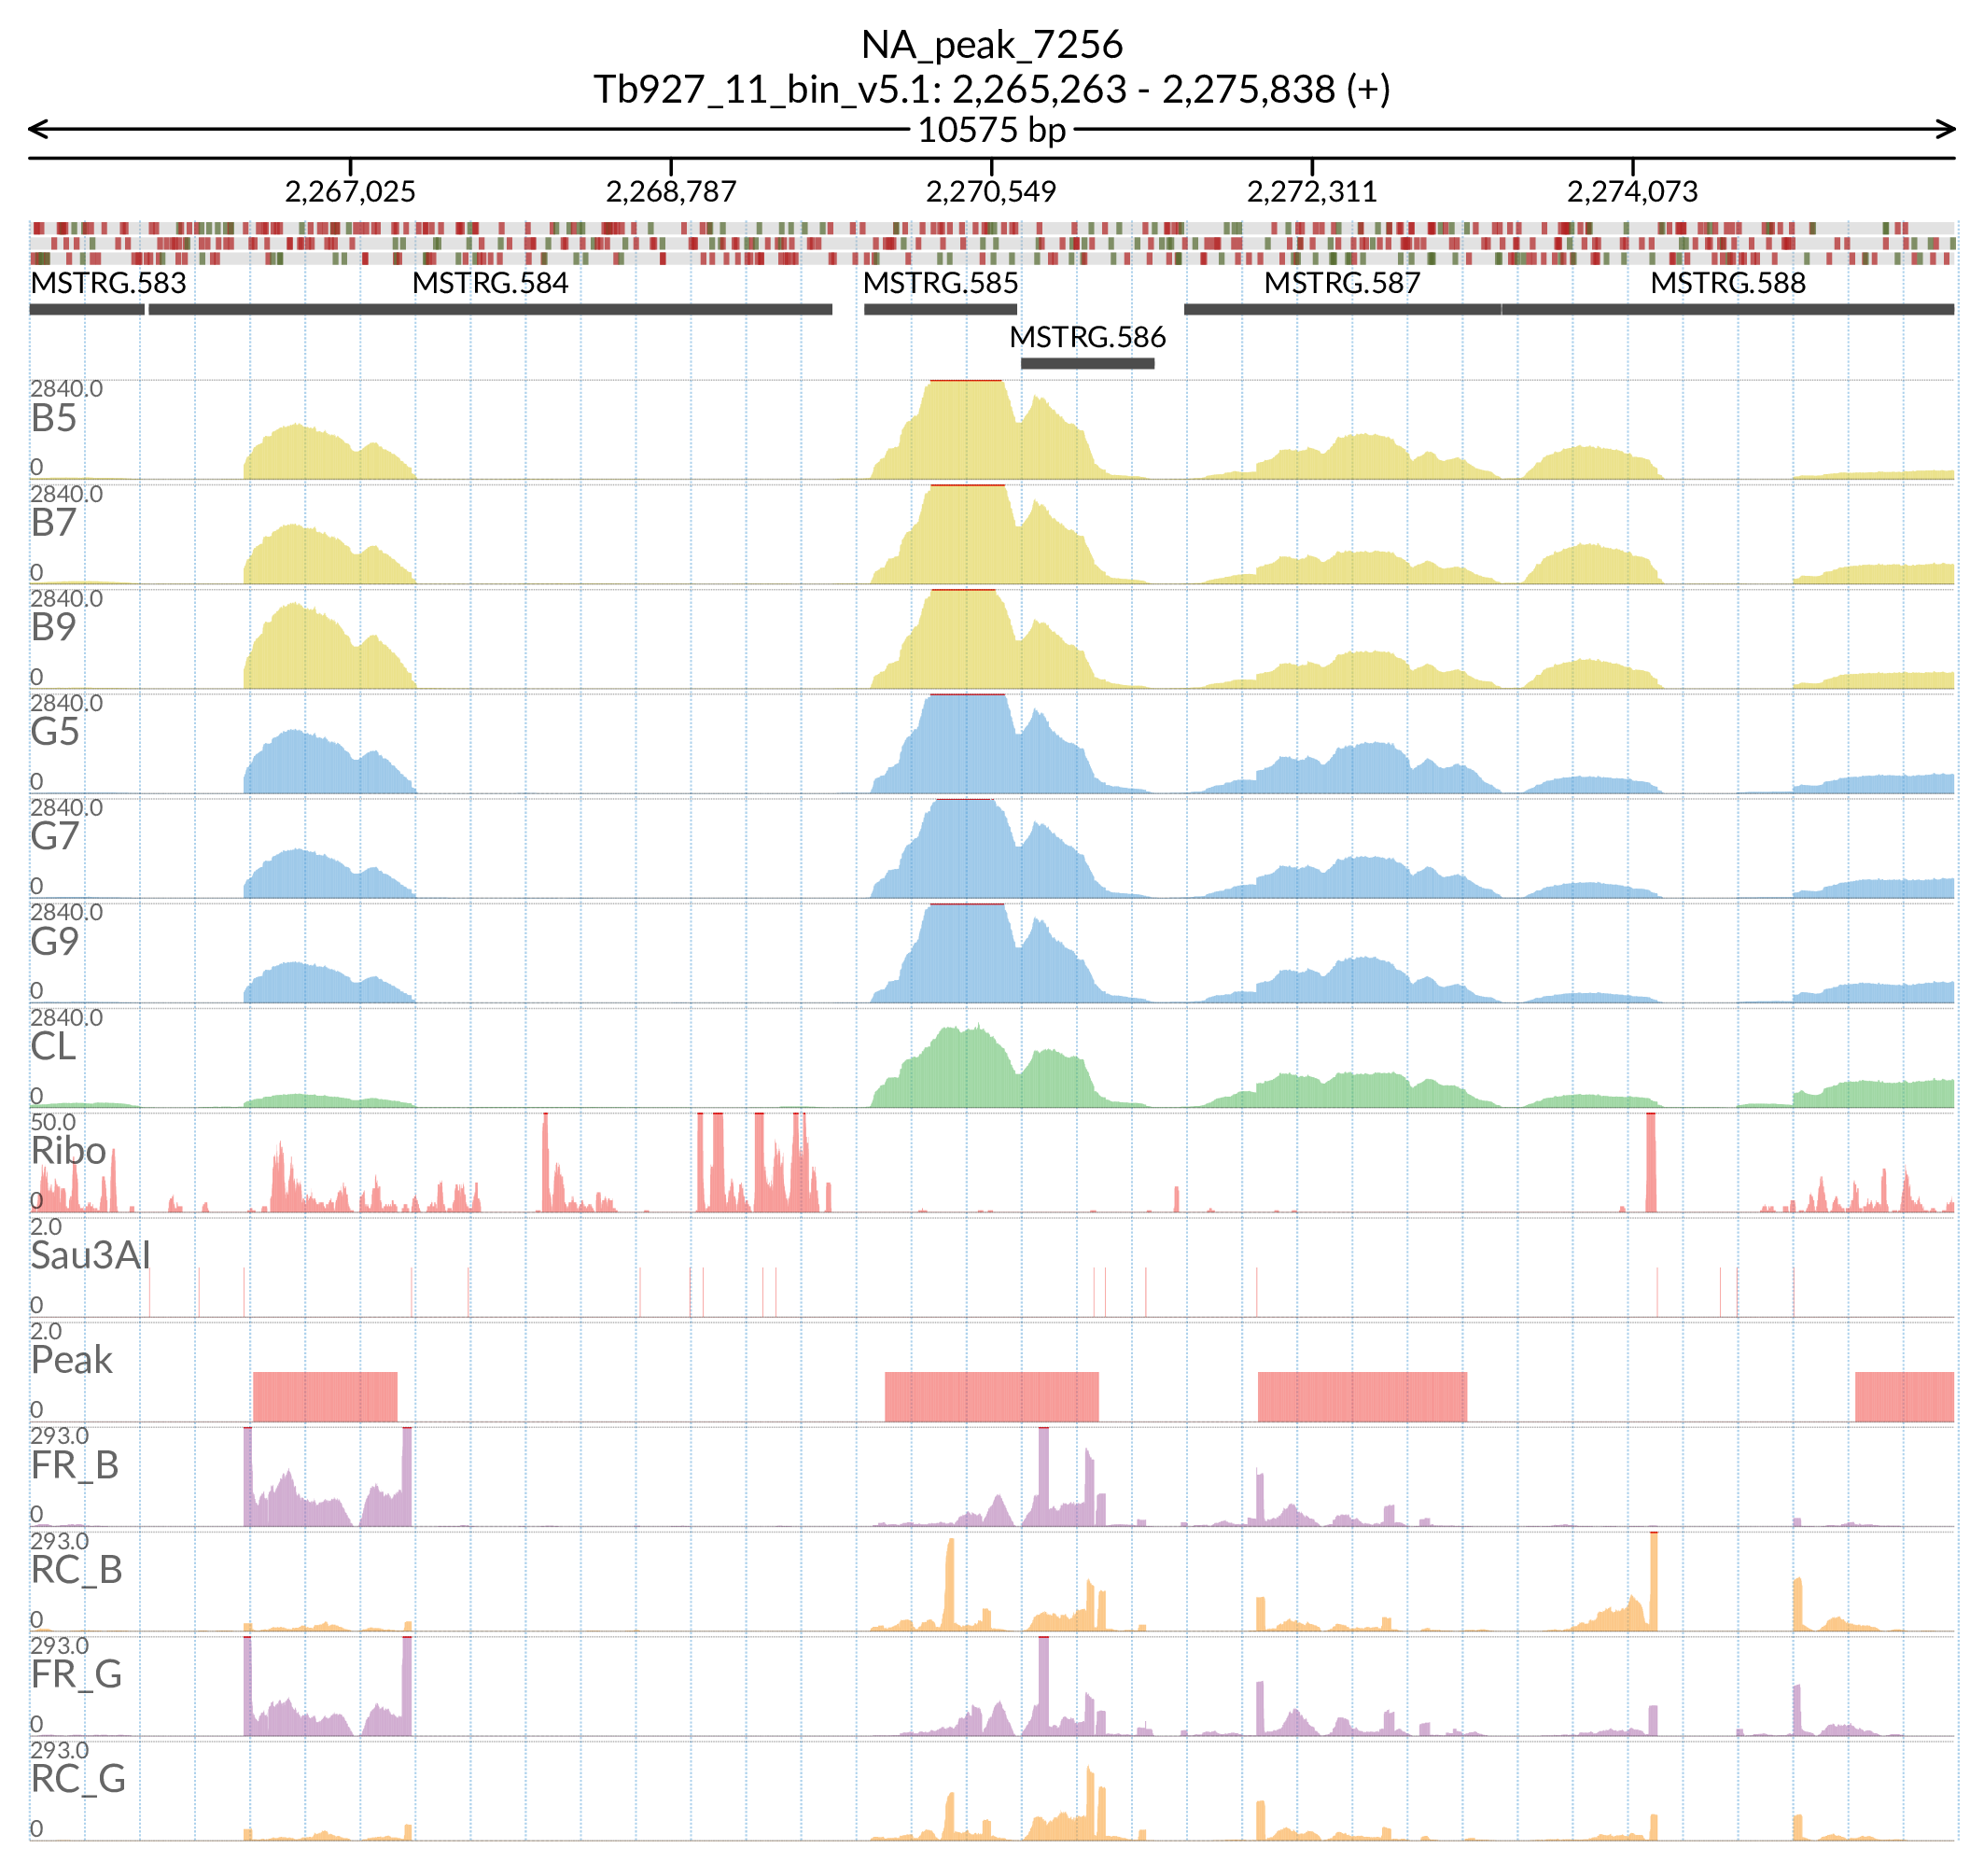 NA_peak_7256
Tb927_11_bin_v5.1: 2,265,263 - 2,275,838 (+)
10575 bp
2,267,025 2,268,787 2,270,549 2,272,311 2,274,073
MSTRG.583 MSTRG.584 MSTRG.585 MSTRG.587 MSTRG.588
MSTRG.586
2840.0
B5
0
2840.0
B7
0
2840.0
B9
0
2840.0
G5
0
2840.0
G7
0
2840.0
G9
0
2840.0
CL
0
50.0
Ribo
0
2.0
Sau3AI
0
2.0
Peak
0
293.0
FR_B
0
293.0
RC_B
0
293.0
FR_G
0
293.0
RC_G
0